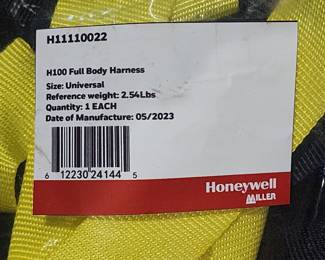 H11110022
H100 Full Body Harness
Size: Universal
Reference weight: 2.54Lbs
Quantity: 1 EACH
Date of Manufacture: 05/2023
6 12230 24144 5
Honeywell
MILLER